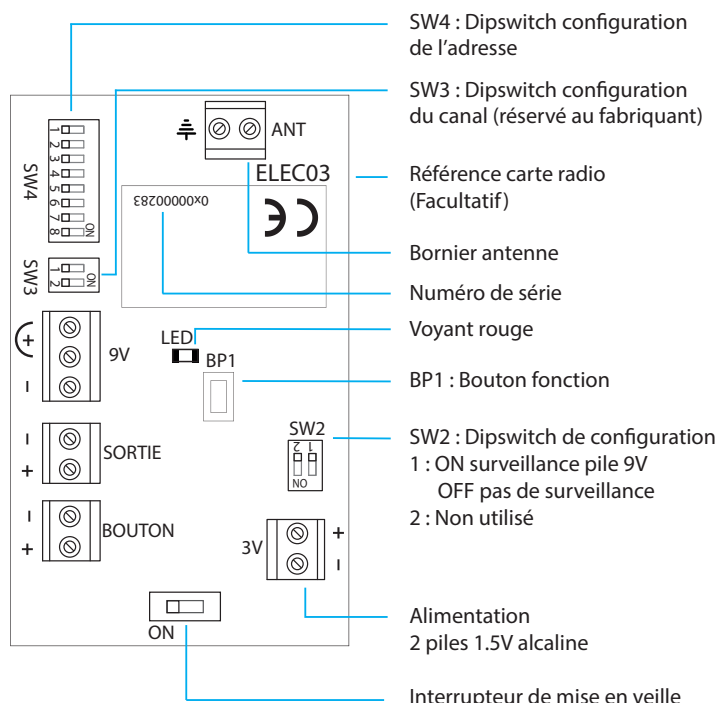 SW4 : Dipswitch configuration
de l’adresse
SW3 : Dipswitch configuration
du canal (réservé au fabriquant)
Référence carte radio
(Facultatif)
Bornier antenne
Numéro de série
Voyant rouge
BP1 : Bouton fonction
SW2 : Dipswitch de configuration
1 : ON surveillance pile 9V
OFF pas de surveillance
2 : Non utilisé
Alimentation
2 piles 1.5V alcaline
Interrupteur de mise en veille
ANT
ELEC03
0x00000283
CE
SW4
1 2 3 4 5 6 7 8
ON
SW3
1 2
ON
+
9V
–
LED
BP1
–
SORTIE
+
–
BOUTON
+
SW2
2 1
ON
3V
+
–
ON